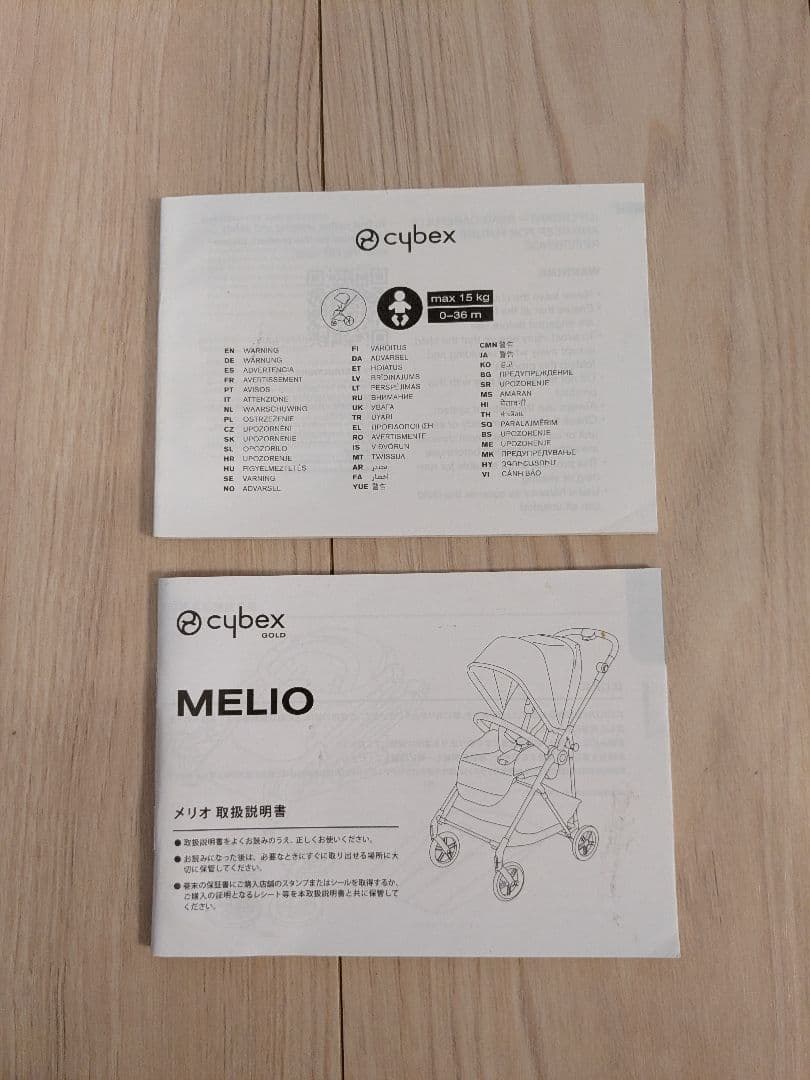 cybex
max 15 kg
0–36 m
EN WARNING
DE WARNUNG
ES ADVERTENCIA
FR AVERTISSEMENT
PT AVISOS
IT ATTENZIONE
NL WAARSCHUWING
PL OSTRZEŻENIE
CZ UPOZORNĚNÍ
SK UPOZORNENIE
SL OPOZORILO
HR UPOZORENJE
HU FIGYELMEZTETÉS
SE VARNING
NO ADVARSEL
FI VAROITUS
DA ADVARSEL
ET HOIATUS
LV BRĪDINĀJUMS
LT PERSPĖJIMAS
RU ВНИМАНИЕ
UK УВАГА
TR UYARI
EL ΠΡΟΕΙΔΟΠΟΙΗΣΗ
RO AVERTISMENTE
IS VIÐVÖRUN
MT TWISSIJA
AR تحذير
FA اخطار
YUE 警告
CMN 警告
JA 警告
KO 경고
BG ПРЕДУПРЕЖДЕНИЕ
SR UPOZORENJE
MS AMARAN
HI चेतावनी
TH คำเตือน
SQ PARALAJMËRIM
BS UPOZORENJE
ME UPOZORENJE
MK ПРЕДУПРЕДУВАЊЕ
HY ԶԳՈՒՇԱՑՈՒՄ
VI CẢNH BÁO
cybex
GOLD
MELIO
メリオ 取扱説明書
● 取扱説明書をよくお読みのうえ、正しくお使いください。
● お読みになった後は、必要なときにすぐに取り出せる場所に大
切に保管してください。
● 巻末の保証書にご購入店舗のスタンプまたはシールを取得するか、
ご購入の証明となるレシート等を本取扱説明書と共に保管して
ください。